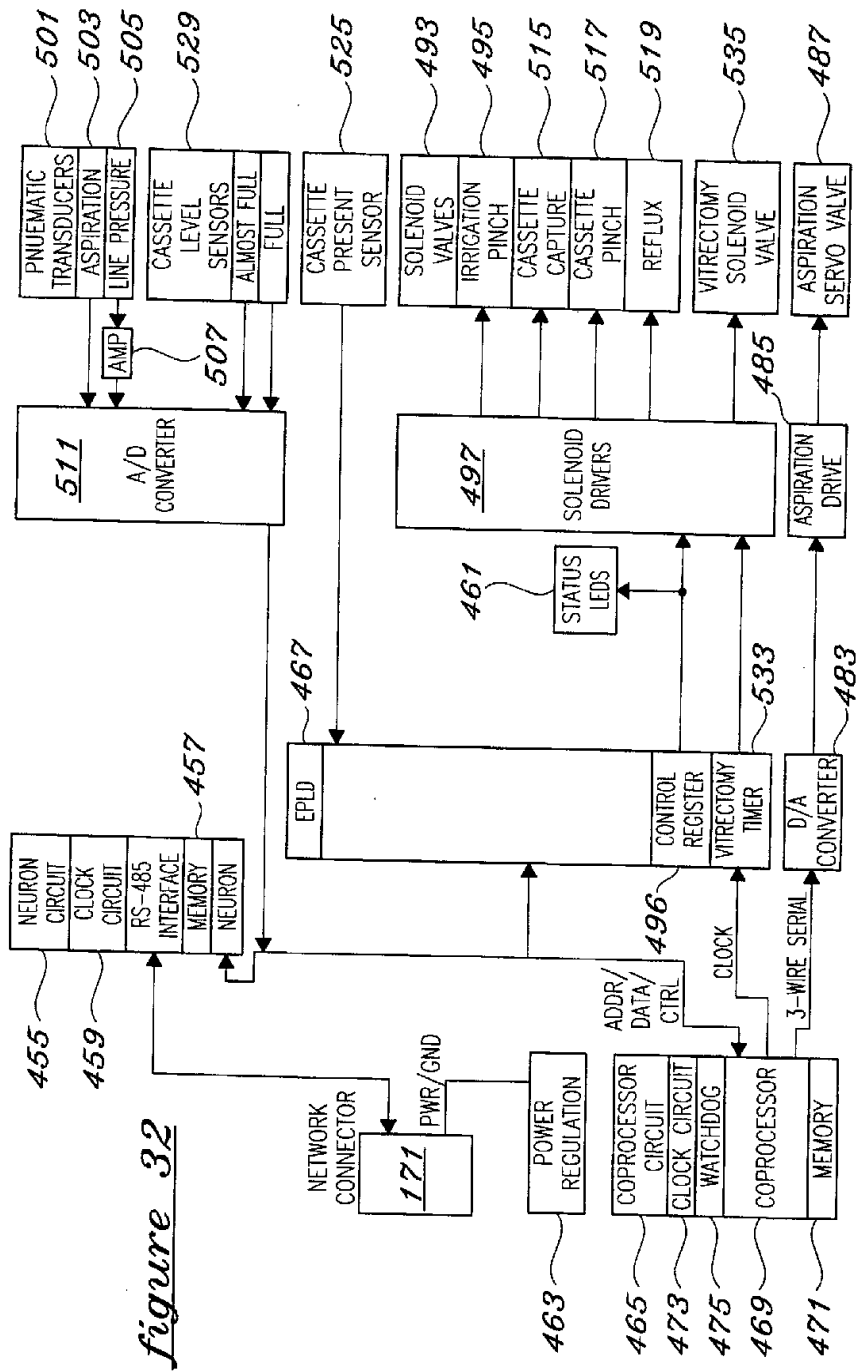 figure 32
455
459
457
NEURON
CIRCUIT
CLOCK
CIRCUIT
RS-485
INTERFACE
MEMORY
NEURON
NETWORK
CONNECTOR
171
PWR/GND
POWER
REGULATION
463
465
473
475
469
471
COPROCESSOR
CIRCUIT
CLOCK CIRCUIT
WATCHDOG
COPROCESSOR
MEMORY
ADDR/
DATA/
CTRL
CLOCK
3-WIRE SERIAL
467
EPLD
CONTROL
REGISTER
VITRECTOMY
TIMER
496
533
D/A
CONVERTER
483
461
STATUS
LEDS
511
A/D
CONVERTER
AMP
507
497
SOLENOID
DRIVERS
485
ASPIRATION
DRIVE
PNUEMATIC
TRANSDUCERS
ASPIRATION
LINE PRESSURE
501
503
505
CASSETTE
LEVEL
SENSORS
ALMOST FULL
FULL
529
CASSETTE
PRESENT
SENSOR
525
SOLENOID
VALVES
IRRIGATION
PINCH
CASSETTE
CAPTURE
CASSETTE
PINCH
REFLUX
493
495
515
517
519
VITRECTOMY
SOLENOID
VALVE
535
ASPIRATION
SERVO VALVE
487